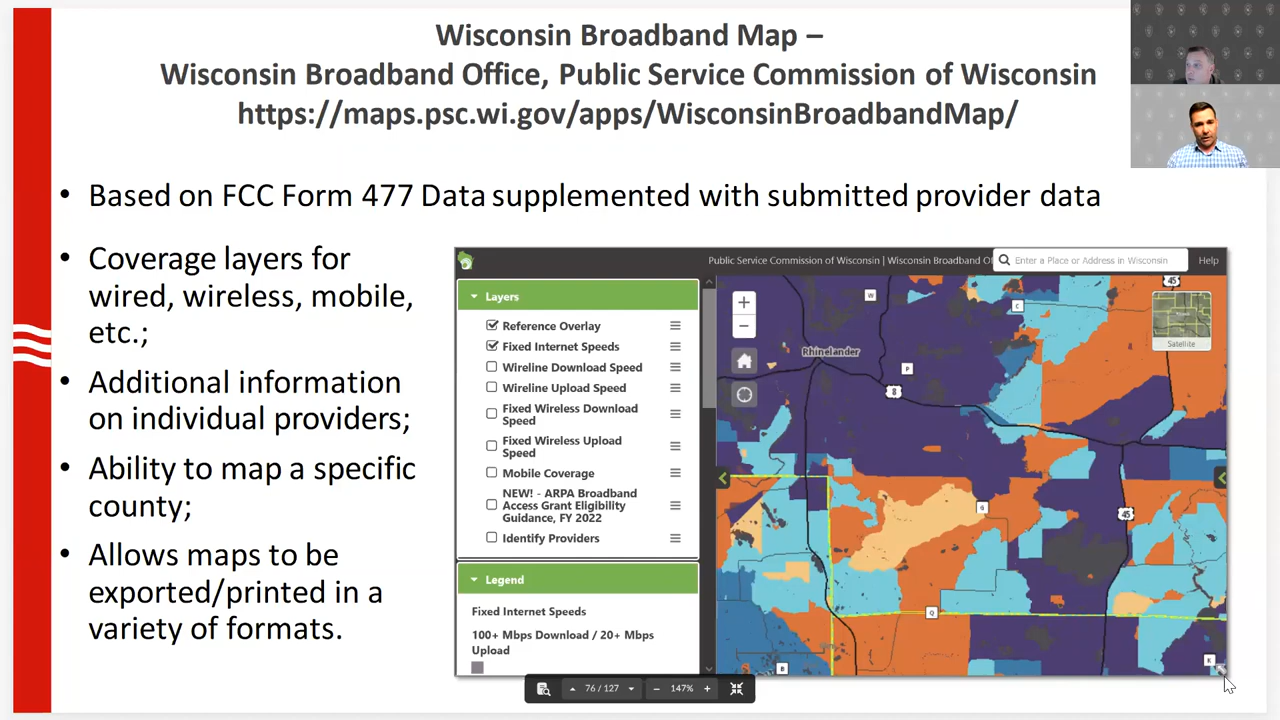 Wisconsin Broadband Map –
Wisconsin Broadband Office, Public Service Commission of Wisconsin
https://maps.psc.wi.gov/apps/WisconsinBroadbandMap/
• Based on FCC Form 477 Data supplemented with submitted provider data
• Coverage layers for
wired, wireless, mobile,
etc.;
• Additional information
on individual providers;
• Ability to map a specific
county;
• Allows maps to be
exported/printed in a
variety of formats.
Public Service Commission of Wisconsin | Wisconsin Broadband Of
Enter a Place or Address in Wisconsin
Help
Layers
Reference Overlay
Fixed Internet Speeds
Wireline Download Speed
Wireline Upload Speed
Fixed Wireless Download
Speed
Fixed Wireless Upload
Speed
Mobile Coverage
NEW! - ARPA Broadband
Access Grant Eligibility
Guidance, FY 2022
Identify Providers
Legend
Fixed Internet Speeds
100+ Mbps Download / 20+ Mbps
Upload
+
−
W
C
45
Satellite
Rhinelander
P
8
G
45
Q
B
K
76 / 127
− 147% +